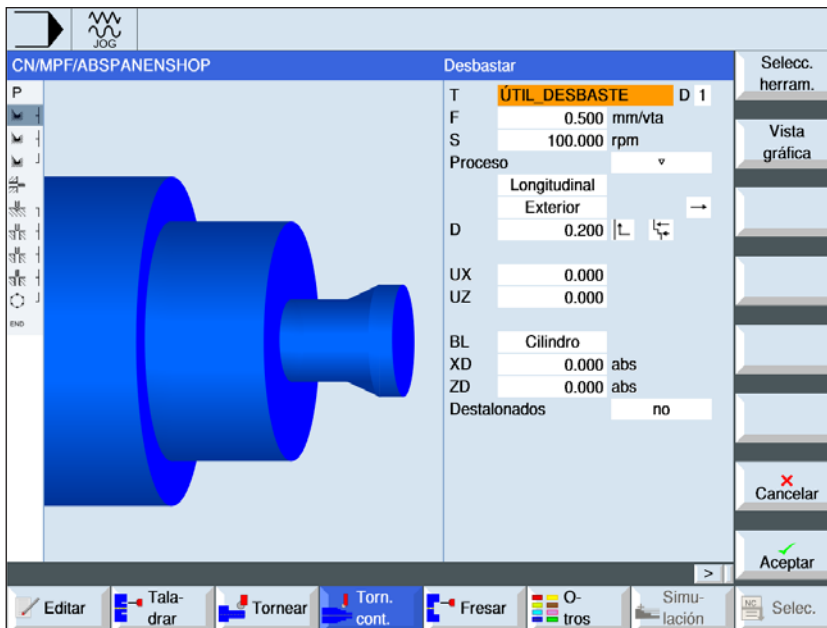 JOG
CN/MPF/ABSPANENSHOP
Desbastar
P
END
T ÚTIL_DESBASTE D 1
F 0.500 mm/vta
S 100.000 rpm
Proceso ▿
Longitudinal
Exterior →
D 0.200
UX 0.000
UZ 0.000
BL Cilindro
XD 0.000 abs
ZD 0.000 abs
Destalonados no
Selecc.
herram.
Vista
gráfica
Cancelar
Aceptar
>
Editar
Tala-
drar
Tornear
Torn.
cont.
Fresar
O-
tros
Simu-
lación
NC
Selec.